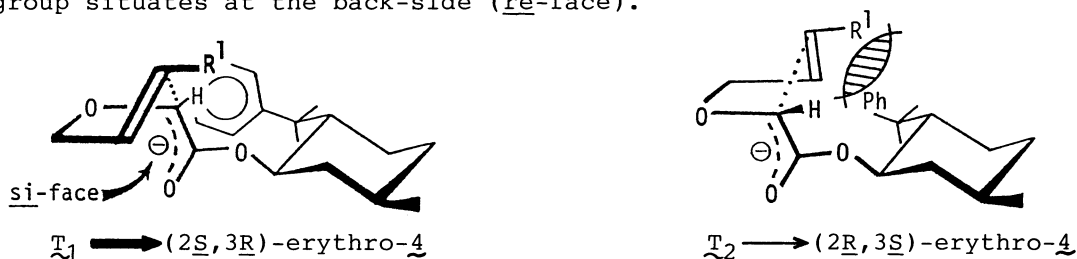 group situates at the back-side (re-face).
R1
O
H
⊖
O
O
si-face
T1 → (2S,3R)-erythro-4
R1
O
H
Ph
⊖
O
O
T2 → (2R,3S)-erythro-4